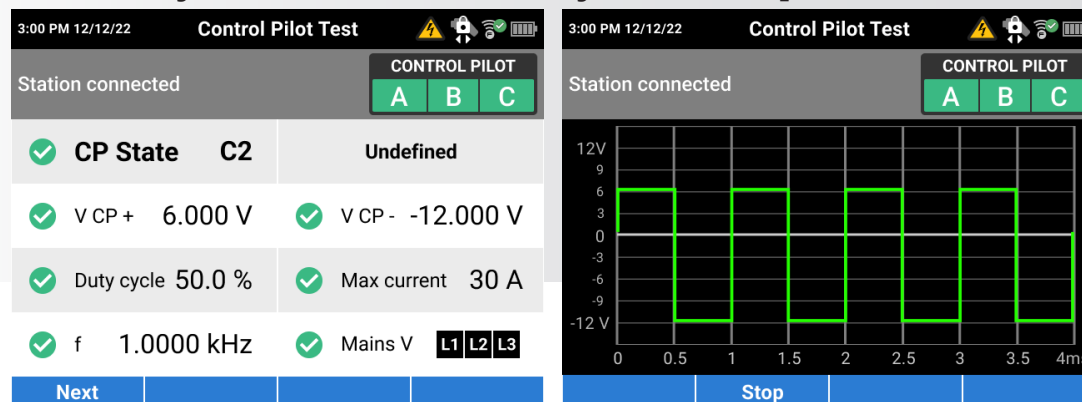 3:00 PM 12/12/22 Control Pilot Test
Station connected
CONTROL PILOT
A B C
CP State C2 Undefined
V CP + 6.000 V V CP - -12.000 V
Duty cycle 50.0 % Max current 30 A
f 1.0000 kHz Mains V L1 L2 L3
Next
3:00 PM 12/12/22 Control Pilot Test
Station connected
CONTROL PILOT
A B C
12V
9
6
3
0
-3
-6
-9
-12 V
0 0.5 1 1.5 2 2.5 3 3.5 4m
Stop